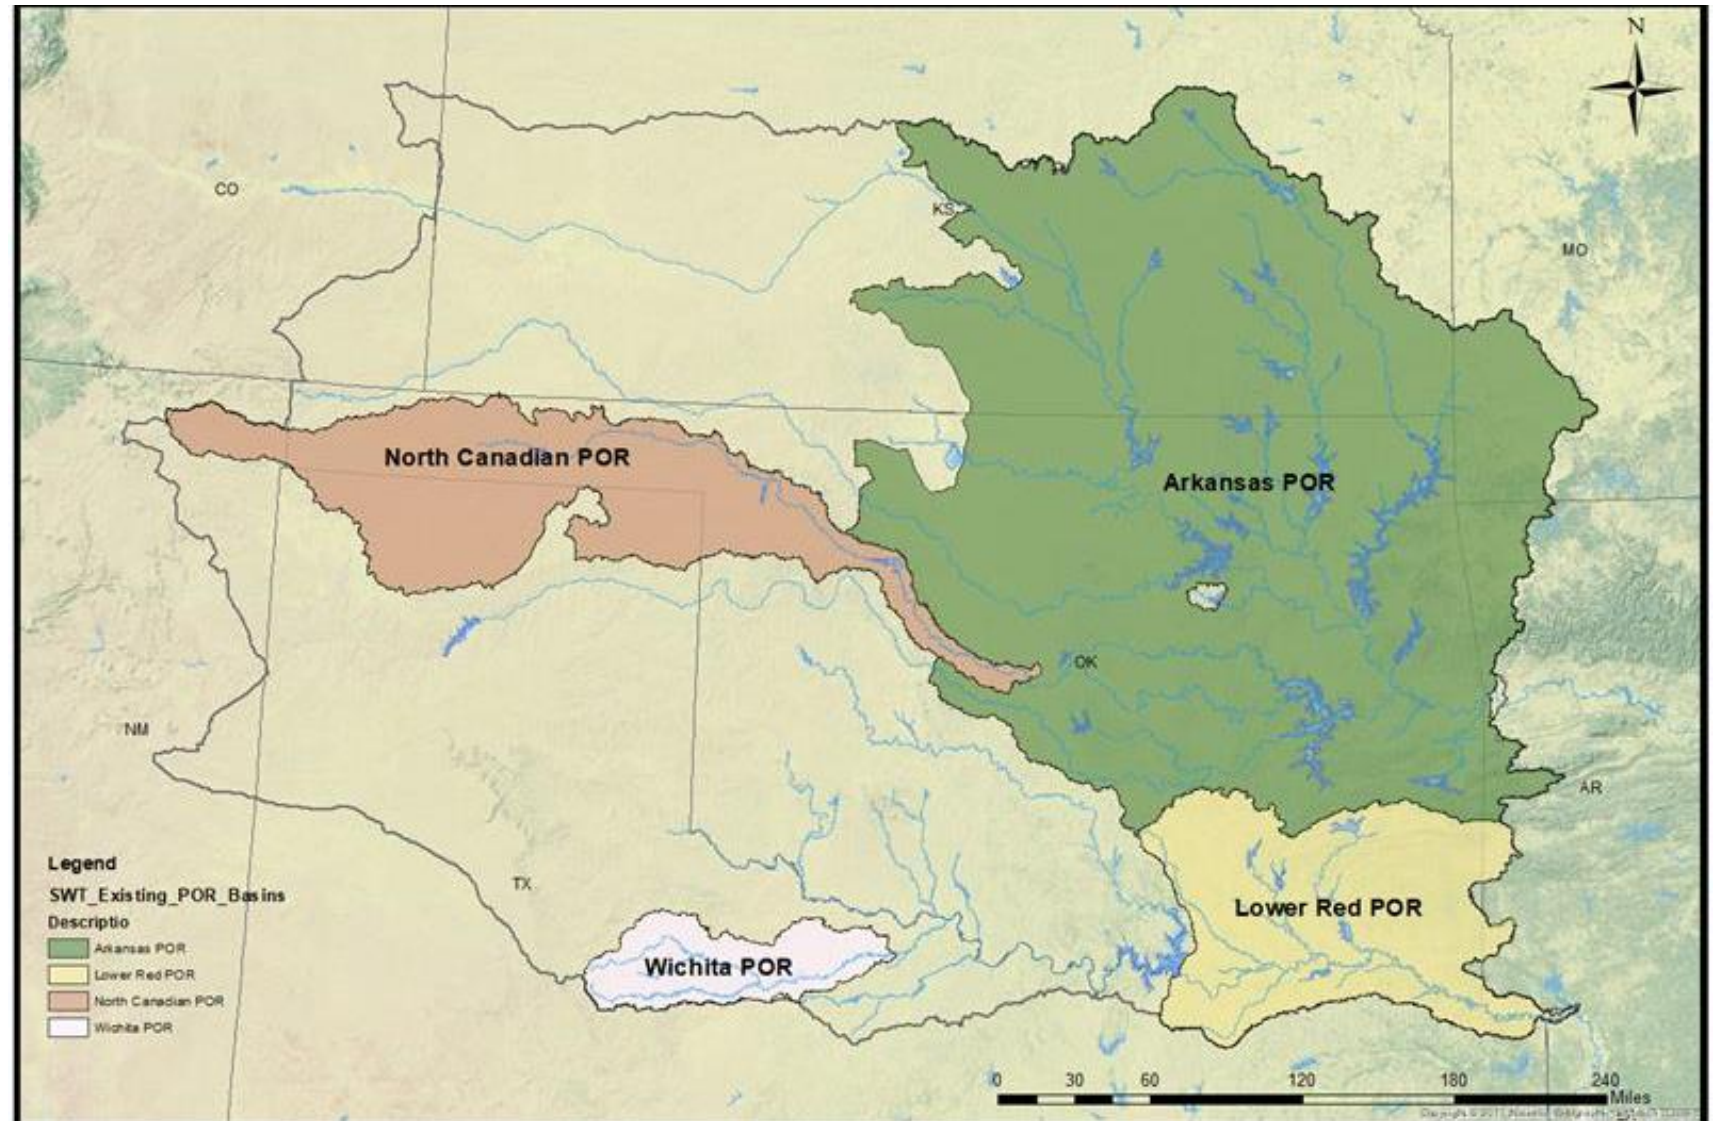 N
CO
KS
MO
North Canadian POR
Arkansas POR
OK
NM
AR
Legend
SWT_Existing_POR_Basins
Descriptio
Arkansas POR
Lower Red POR
North Canadian POR
Wichita POR
TX
Lower Red POR
Wichita POR
0 30 60 120 180 240
Miles